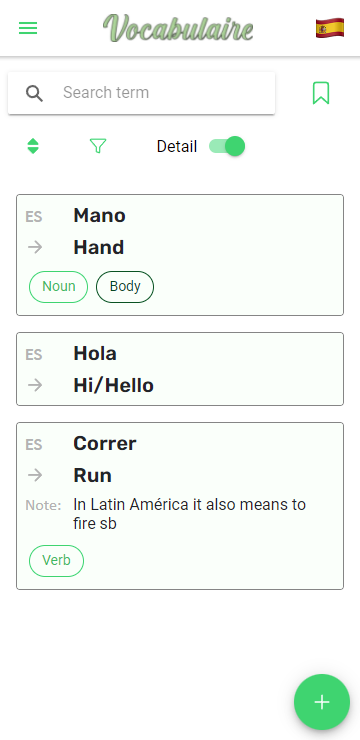 Vocabulaire
Search term
Detail
ES Mano
→ Hand
Noun Body
ES Hola
→ Hi/Hello
ES Correr
→ Run
Note: In Latin América it also means to
fire sb
Verb